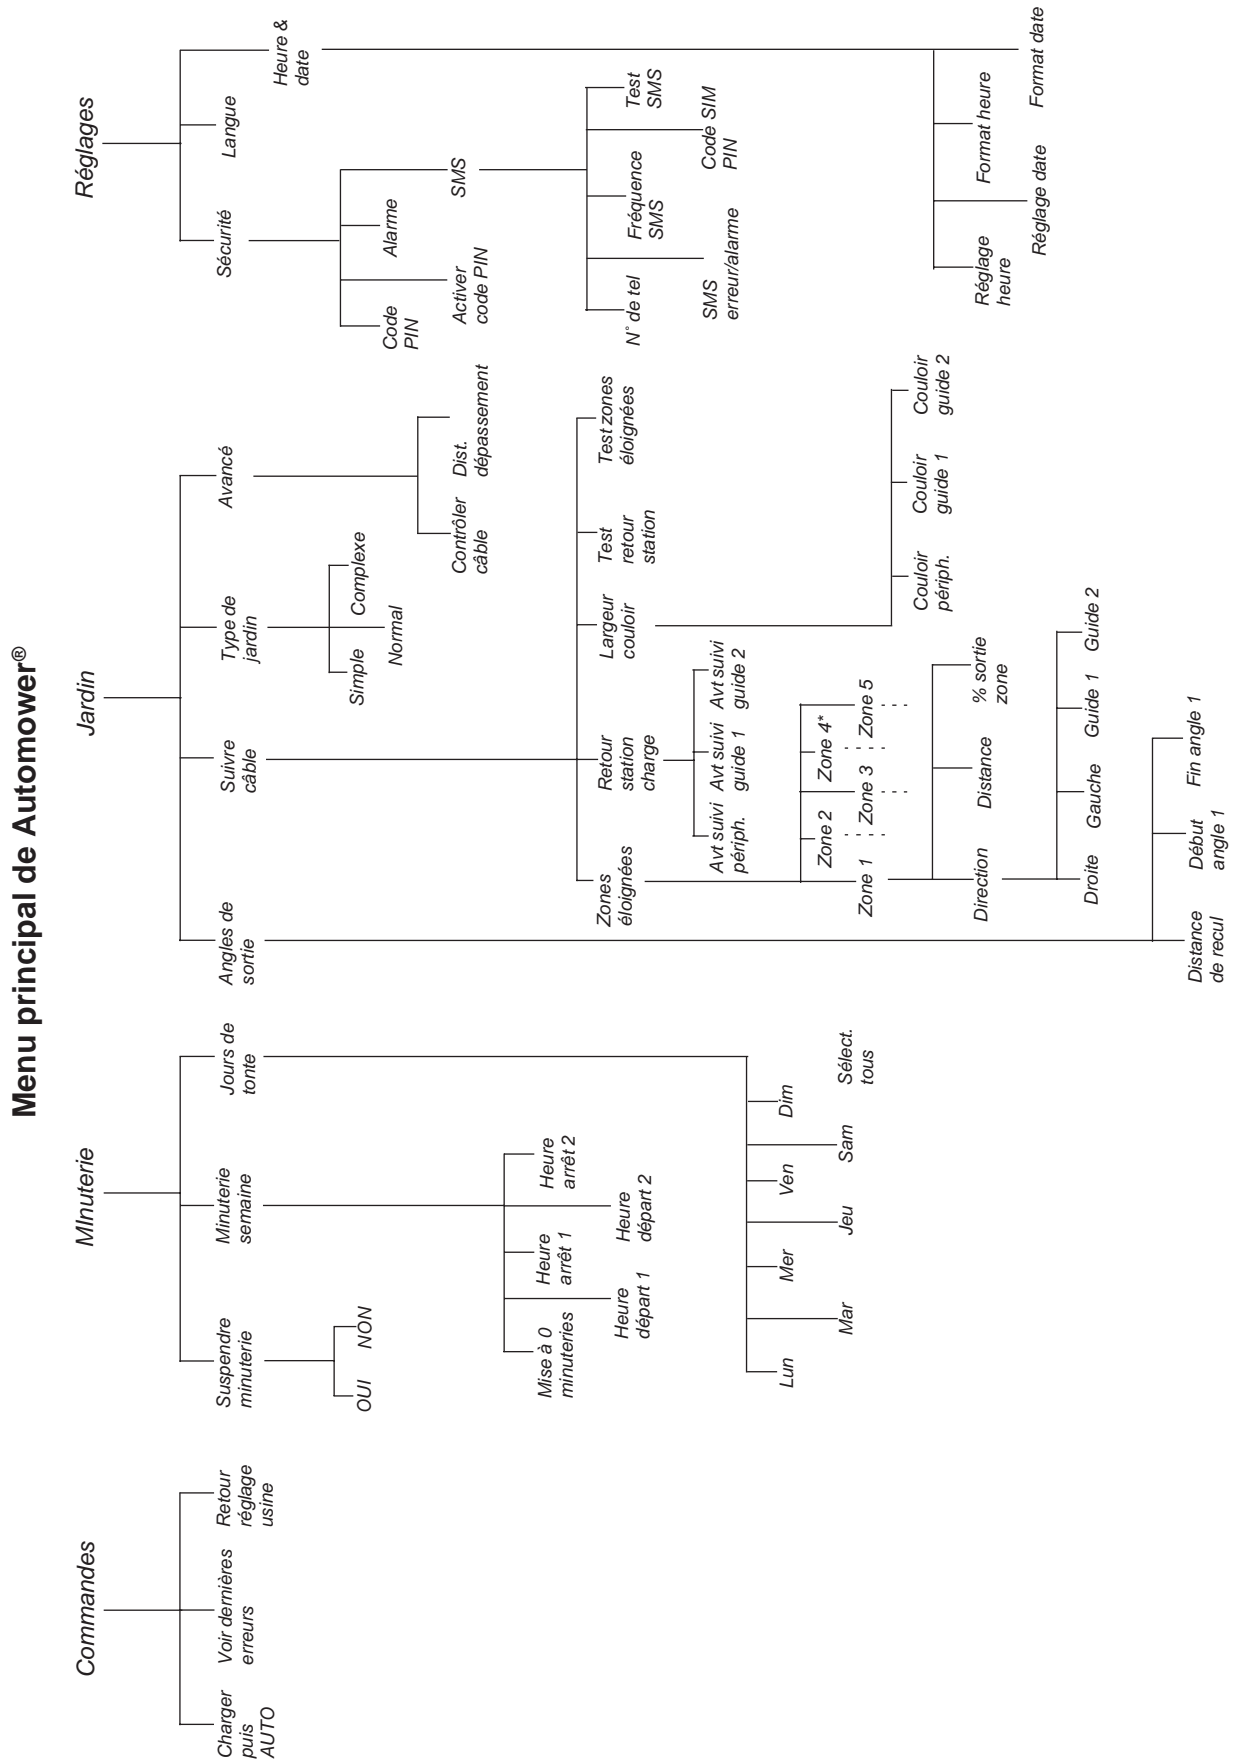 Menu principal de Automower®
Commandes
Charger
puis
AUTO
Voir dernières
erreurs
Retour
réglage
usine
MInuterie
Suspendre
minuterie
OUI
NON
Minuterie
semaine
Mise à 0
minuteries
Heure
départ 1
Heure
arrêt 1
Heure
départ 2
Heure
arrêt 2
Jours de
tonte
Lun
Mar
Mer
Jeu
Ven
Sam
Dim
Sélect.
tous
Jardin
Angles de
sortie
Distance
de recul
Début
angle 1
Fin angle 1
Suivre
câble
Zones
éloignées
Zone 1
Zone 2
Zone 3
Zone 4*
Zone 5
Direction
Distance
% sortie
zone
Droite
Gauche
Guide 1
Guide 2
Retour
station
charge
Avt suivi
périph.
Avt suivi
guide 1
Avt suivi
guide 2
Largeur
couloir
Couloir
périph.
Couloir
guide 1
Couloir
guide 2
Test
retour
station
Test zones
éloignées
Type de
jardin
Simple
Normal
Complexe
Avancé
Contrôler
câble
Dist.
dépassement
Réglages
Sécurité
Code
PIN
Activer
code PIN
Alarme
SMS
N° de tel
SMS
erreur/alarme
Fréquence
SMS
Code SIM
PIN
Test
SMS
Langue
Heure &
date
Réglage
heure
Réglage date
Format heure
Format date